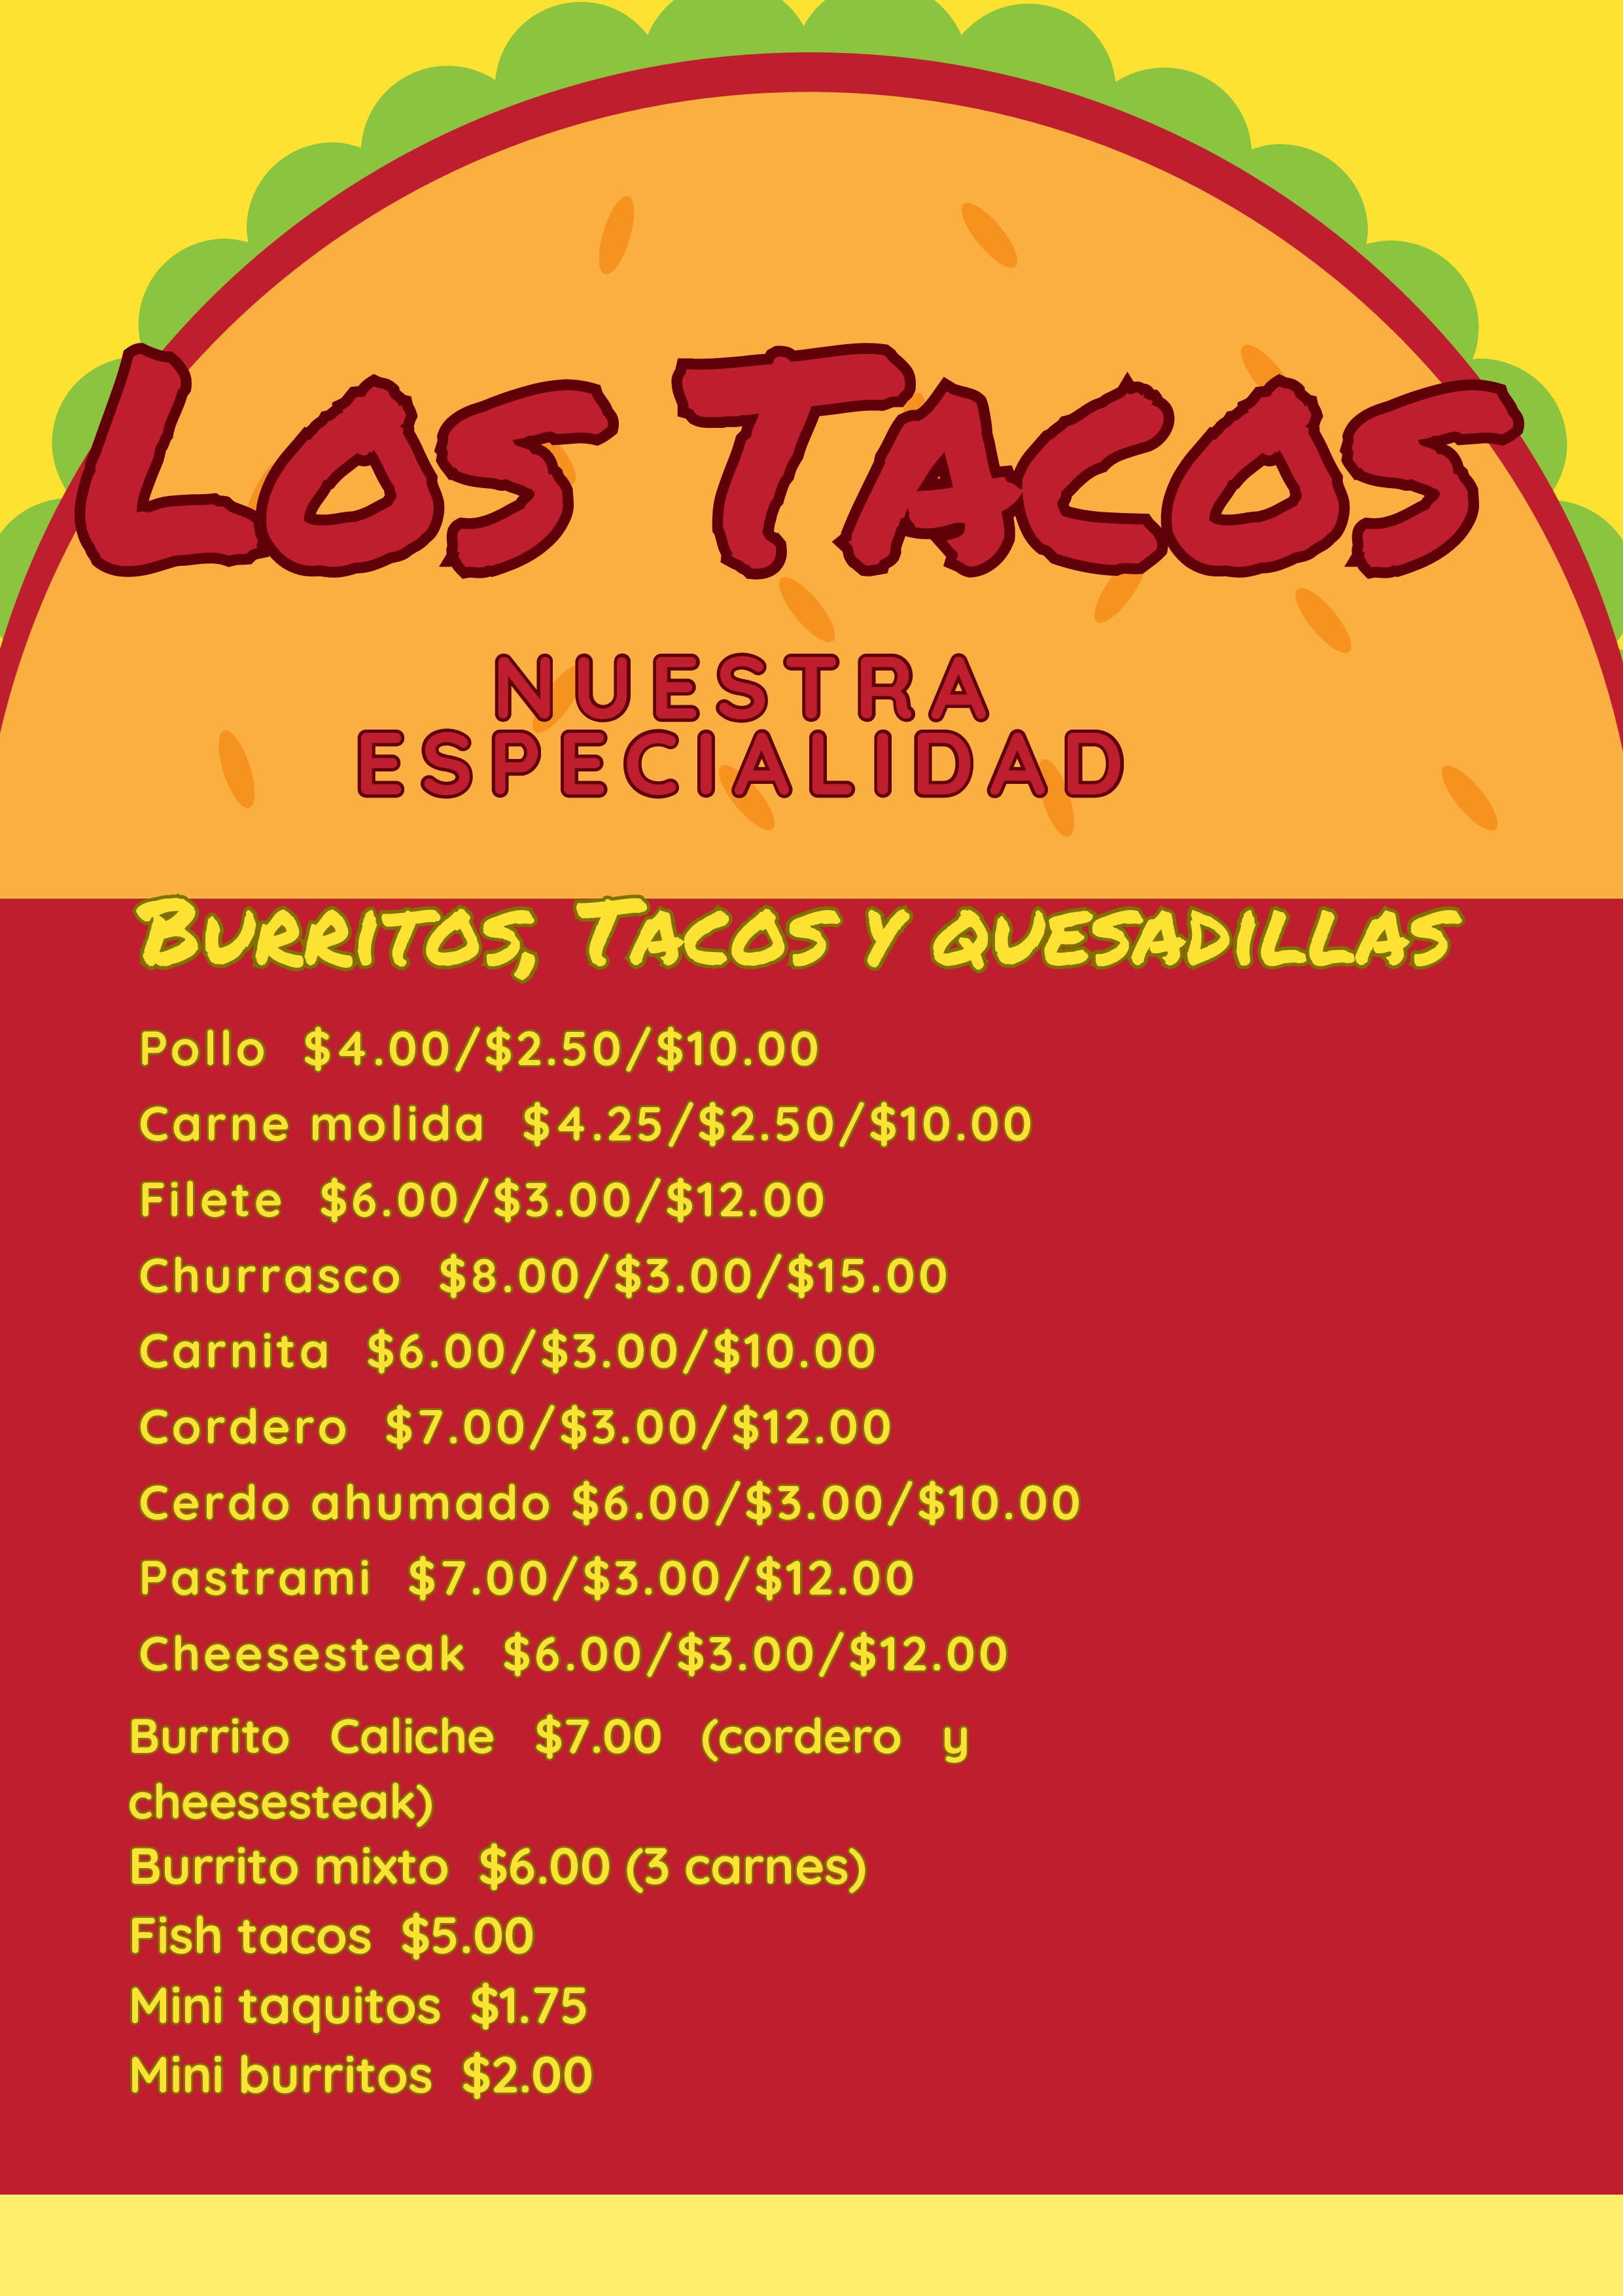 Los Tacos
NUESTRA
ESPECIALIDAD
Burritos, Tacos y quesadillas
Pollo $4.00/$2.50/$10.00
Carne molida $4.25/$2.50/$10.00
Filete $6.00/$3.00/$12.00
Churrasco $8.00/$3.00/$15.00
Carnita $6.00/$3.00/$10.00
Cordero $7.00/$3.00/$12.00
Cerdo ahumado $6.00/$3.00/$10.00
Pastrami $7.00/$3.00/$12.00
Cheesesteak $6.00/$3.00/$12.00
Burrito Caliche $7.00 (cordero y
cheesesteak)
Burrito mixto $6.00 (3 carnes)
Fish tacos $5.00
Mini taquitos $1.75
Mini burritos $2.00